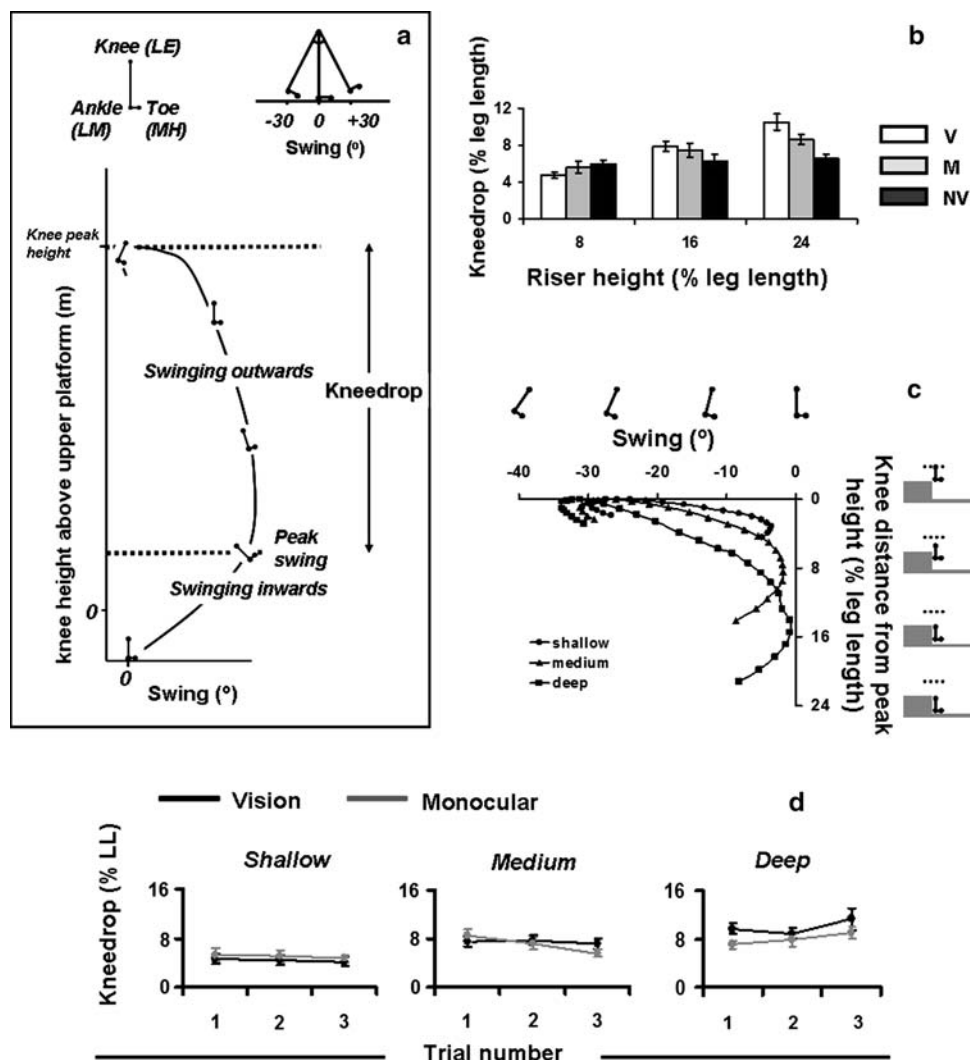 a
Knee (LE)
Ankle (LM)
Toe (MH)
-30 0 +30
Swing (º)
Knee peak height
knee height above upper platform (m)
Swinging outwards
Kneedrop
Peak swing
Swinging inwards
0
0
Swing (º)
b
Kneedrop (% leg length)
12
8
4
0
8 16 24
Riser height (% leg length)
V
M
NV
c
Swing (º)
-40 -30 -20 -10 0
0
8
16
24
Knee distance from peak height (% leg length)
shallow
medium
deep
d
Vision Monocular
Kneedrop (% LL)
Shallow
16
8
0
1 2 3
Medium
16
8
0
1 2 3
Deep
16
8
0
1 2 3
Trial number